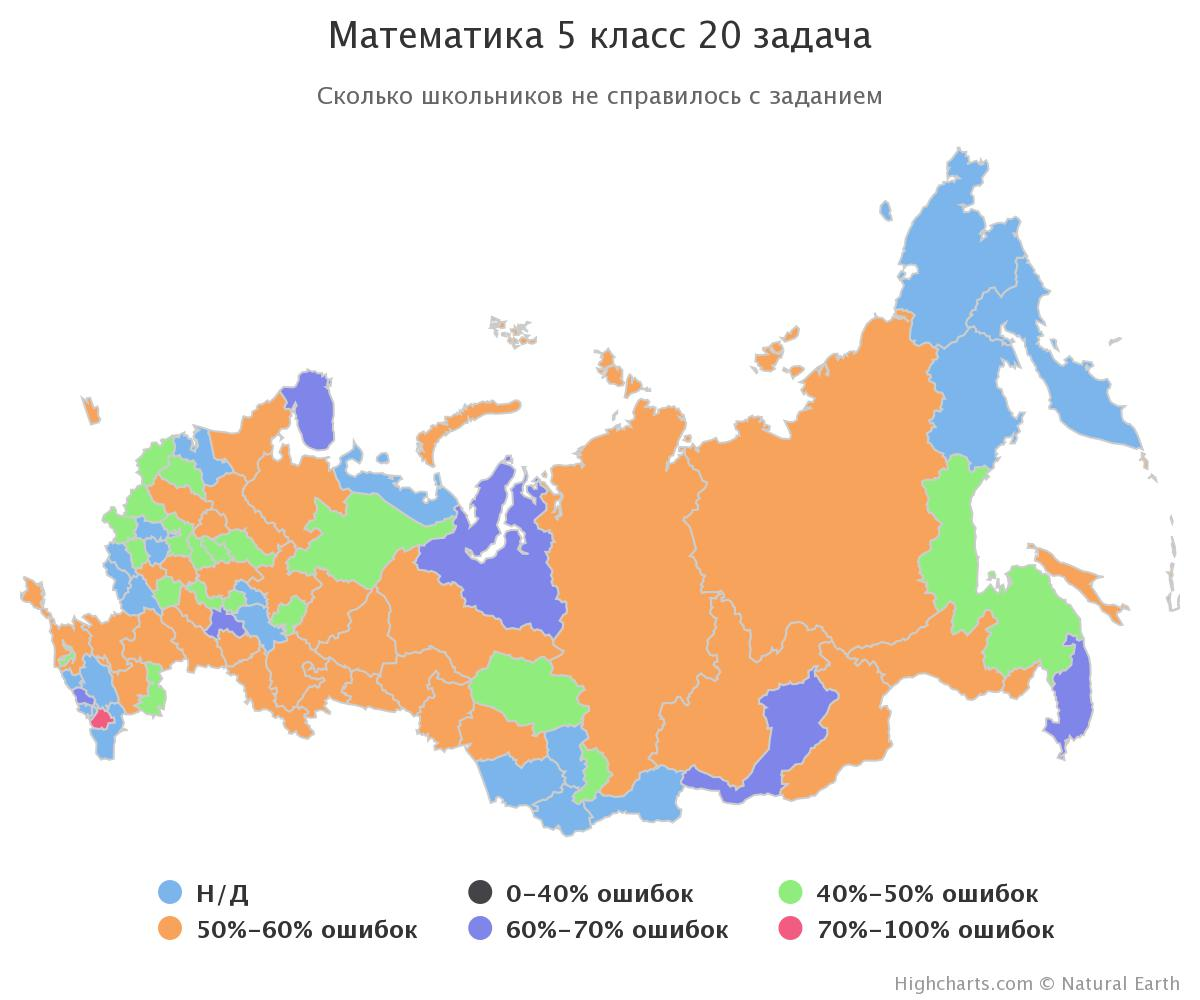 Математика 5 класс 20 задача
Сколько школьников не справилось с заданием
Н/Д
0–40% ошибок
40%–50% ошибок
50%–60% ошибок
60%–70% ошибок
70%–100% ошибок
Highcharts.com © Natural Earth